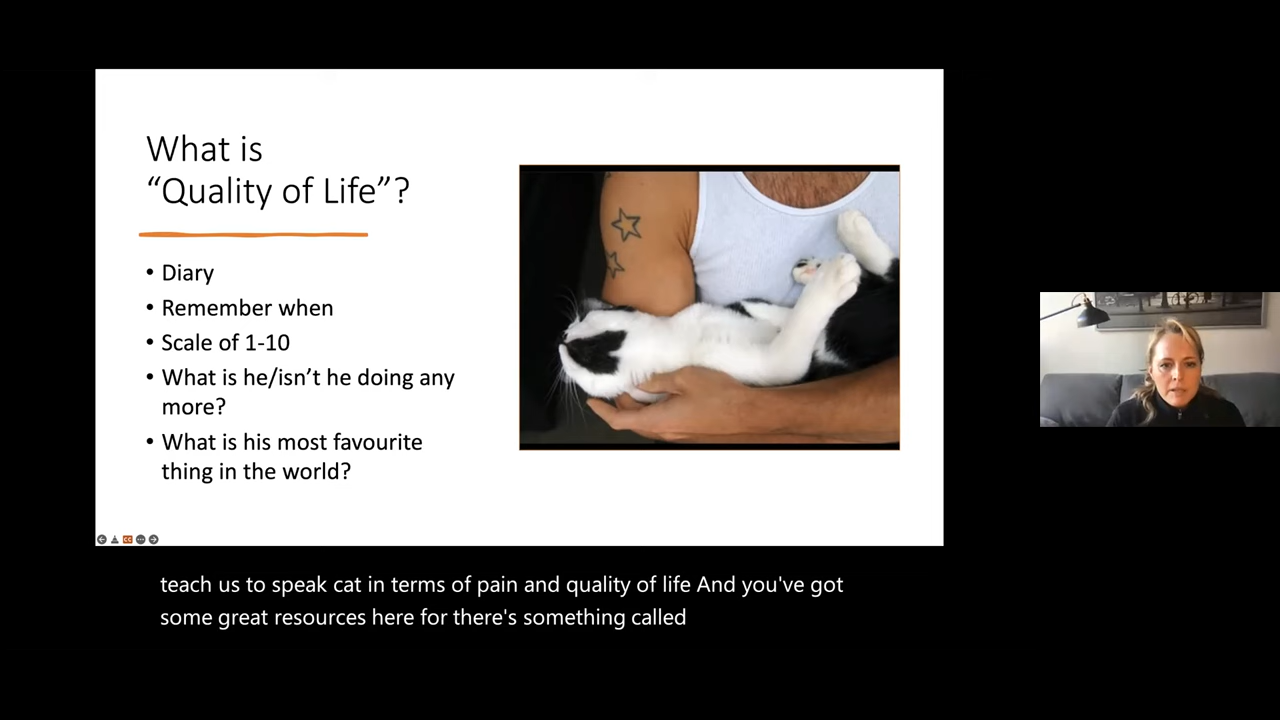 What is
“Quality of Life”?
• Diary
• Remember when
• Scale of 1-10
• What is he/isn’t he doing any
more?
• What is his most favourite
thing in the world?
teach us to speak cat in terms of pain and quality of life And you've got
some great resources here for there's something called